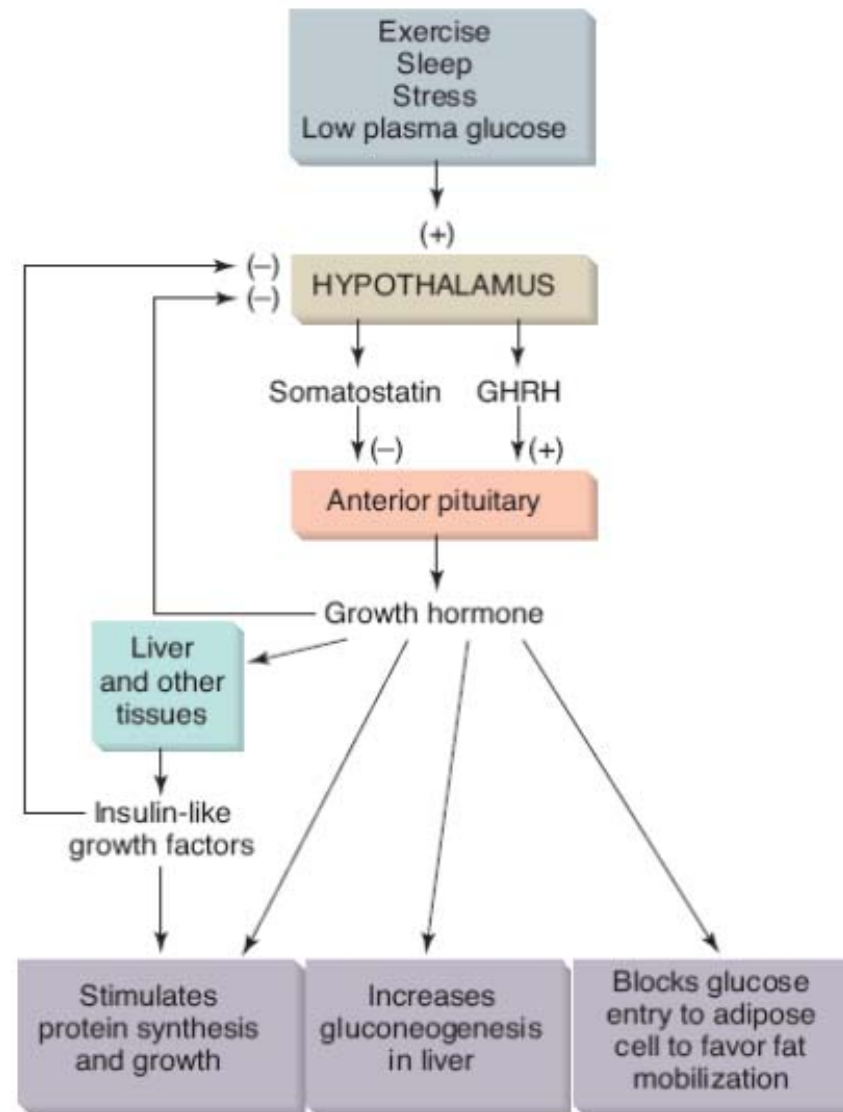 Exercise
Sleep
Stress
Low plasma glucose
(+)
(–)
(–)
HYPOTHALAMUS
Somatostatin GHRH
(–) (+)
Anterior pituitary
Growth hormone
Liver
and other
tissues
Insulin-like
growth factors
Stimulates
protein synthesis
and growth
Increases
gluconeogenesis
in liver
Blocks glucose
entry to adipose
cell to favor fat
mobilization